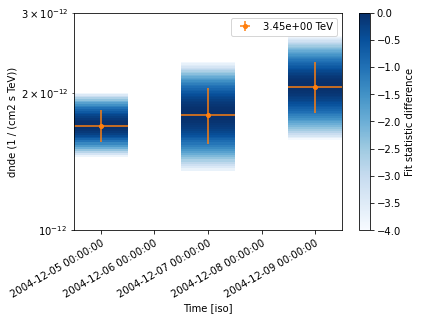 3 × 10⁻¹²
2 × 10⁻¹²
10⁻¹²
dnde (1 / (cm2 s TeV))
3.45e+00 TeV
2004-12-05 00:00:00
2004-12-06 00:00:00
2004-12-07 00:00:00
2004-12-08 00:00:00
2004-12-09 00:00:00
Time [iso]
0.0
−0.5
−1.0
−1.5
−2.0
−2.5
−3.0
−3.5
−4.0
Fit statistic difference